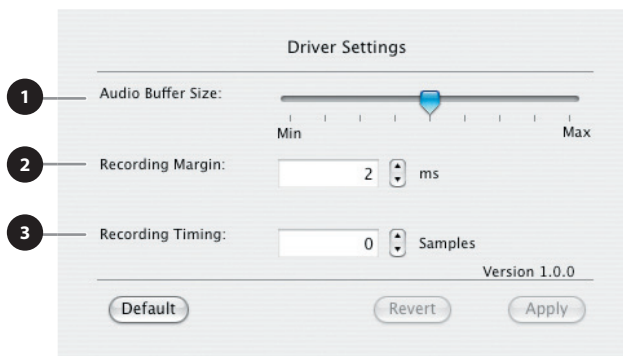 Driver Settings
1 Audio Buffer Size:
Min Max
2 Recording Margin: 2 ms
3 Recording Timing: 0 Samples
Version 1.0.0
Default Revert Apply